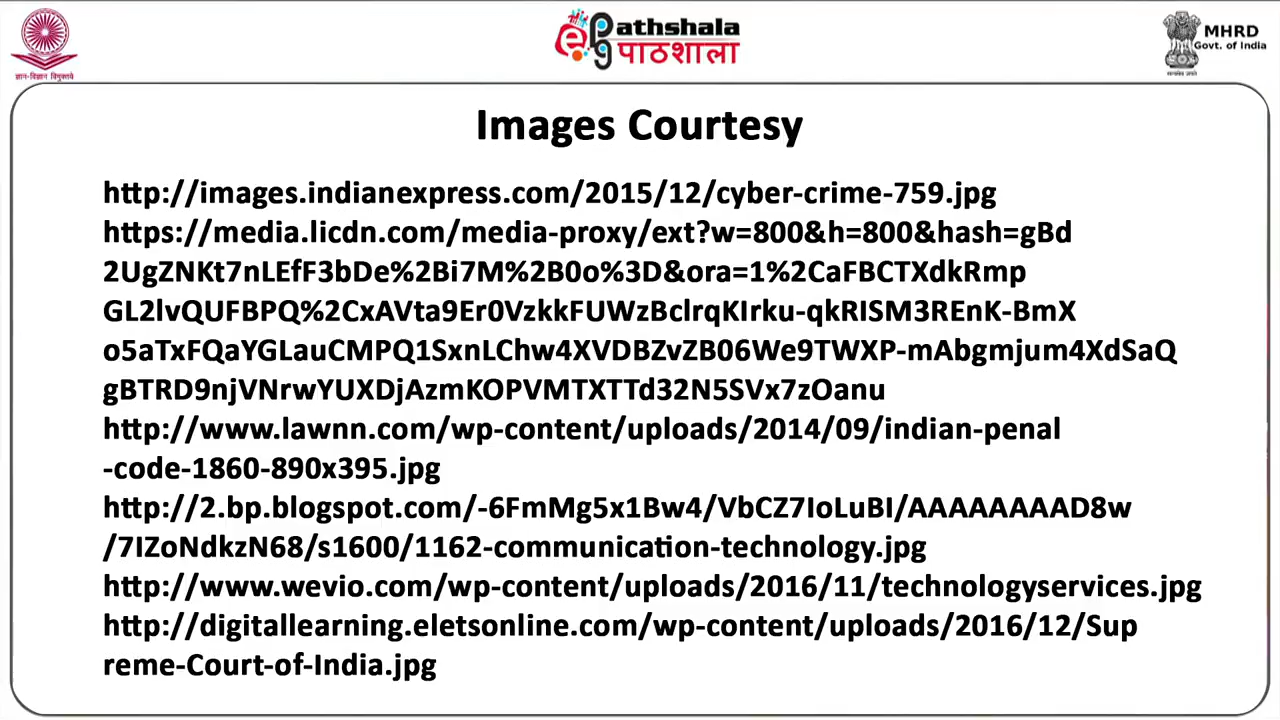 ज्ञान-विज्ञान विमुक्तये
ePathshala
पाठशाला
MHRD
Govt. of India
सत्यमेव जयते
Images Courtesy
http://images.indianexpress.com/2015/12/cyber-crime-759.jpg
https://media.licdn.com/media-proxy/ext?w=800&h=800&hash=gBd
2UgZNKt7nLEfF3bDe%2Bi7M%2B0o%3D&ora=1%2CaFBCTXdkRmp
GL2lvQUFBPQ%2CxAVta9Er0VzkkFUWzBclrqKIrku-qkRISM3REnK-BmX
o5aTxFQaYGLauCMPQ1SxnLChw4XVDBZvZB06We9TWXP-mAbgmjum4XdSaQ
gBTRD9njVNrwYUXDjAzmKOPVMTXTTd32N5SVx7zOanu
http://www.lawnn.com/wp-content/uploads/2014/09/indian-penal
-code-1860-890x395.jpg
http://2.bp.blogspot.com/-6FmMg5x1Bw4/VbCZ7IoLuBI/AAAAAAAAD8w
/7IZoNdkzN68/s1600/1162-communication-technology.jpg
http://www.wevio.com/wp-content/uploads/2016/11/technologyservices.jpg
http://digitallearning.eletsonline.com/wp-content/uploads/2016/12/Sup
reme-Court-of-India.jpg